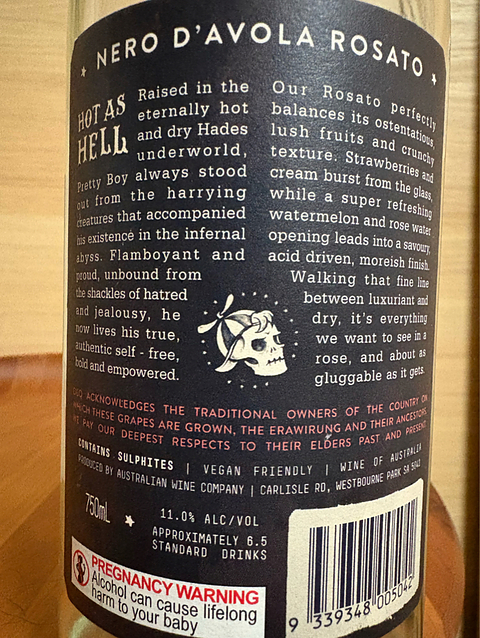 ★ NERO D'AVOLA ROSATO ★
HOT AS
HELL
Raised in the
eternally hot
and dry Hades
underworld,
Pretty Boy always stood
out from the harrying
creatures that accompanied
his existence in the infernal
abyss. Flamboyant and
proud, unbound from
the shackles of hatred
and jealousy, he
now lives his true,
authentic self - free,
bold and empowered.
Our Rosato perfectly
balances its ostentatious,
lush fruits and crunchy
texture. Strawberries and
cream burst from the glass,
while a super refreshing
watermelon and rose water
opening leads into a savoury,
acid driven, moreish finish.
Walking that fine line
between luxuriant and
dry, it's everything
we want to see in a
rose, and about as
gluggable as it gets.
ACKNOWLEDGES THE TRADITIONAL OWNERS OF THE COUNTRY ON
WHICH THESE GRAPES ARE GROWN, THE ERAWIRUNG AND THEIR ANCESTORS.
WE PAY OUR DEEPEST RESPECTS TO THEIR ELDERS PAST AND PRESENT
CONTAINS SULPHITES | VEGAN FRIENDLY | WINE OF AUSTRALIA
PRODUCED BY AUSTRALIAN WINE COMPANY | CARLISLE RD, WESTBOURNE PARK SA 5041
750mL ★ 11.0% ALC/VOL
APPROXIMATELY 6.5
STANDARD DRINKS
PREGNANCY WARNING
Alcohol can cause lifelong
harm to your baby
9 339348 005042